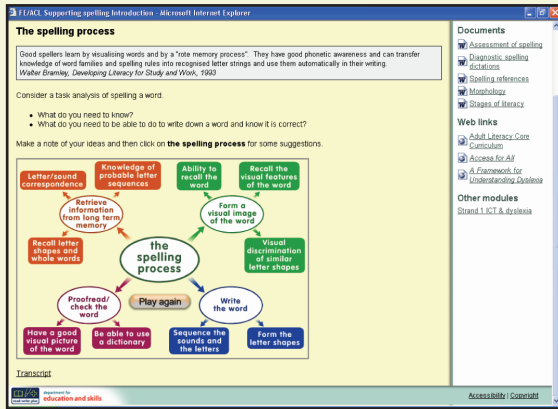 FE/ACL Supporting spelling Introduction - Microsoft Internet Explorer
The spelling process
Good spellers learn by visualising words and by a "rote memory process". They have good phonetic awareness and can transfer
knowledge of word families and spelling rules into recognised letter strings and use them automatically in their writing.
Walter Bramley, Developing Literacy for Study and Work, 1993
Consider a task analysis of spelling a word.
• What do you need to know?
• What do you need to be able to do to write down a word and know it is correct?
Make a note of your ideas and then click on the spelling process for some suggestions.
Letter/sound
correspondence
Knowledge of
probable letter
sequences
Ability to
recall the
word
Recall the
visual features
of the word
Retrieve
information
from long term
memory
Form a
visual image
of the word
Recall letter
shapes and
whole words
the
spelling
process
Visual
discrimination
of similar
letter shapes
Proofread/
check the
word
Play again
Write
the word
Have a good
visual picture
of the word
Be able to use
a dictionary
Sequence the
sounds and
the letters
Form the
letter shapes
Transcript
Documents
Assessment of spelling
Diagnostic spelling
dictations
Spelling references
Morphology
Stages of literacy
Web links
Adult Literacy Core
Curriculum
Access for All
A Framework for
Understanding Dyslexia
Other modules
Strand 1 ICT & dyslexia
read write plus
department for
education and skills
Accessibility | Copyright